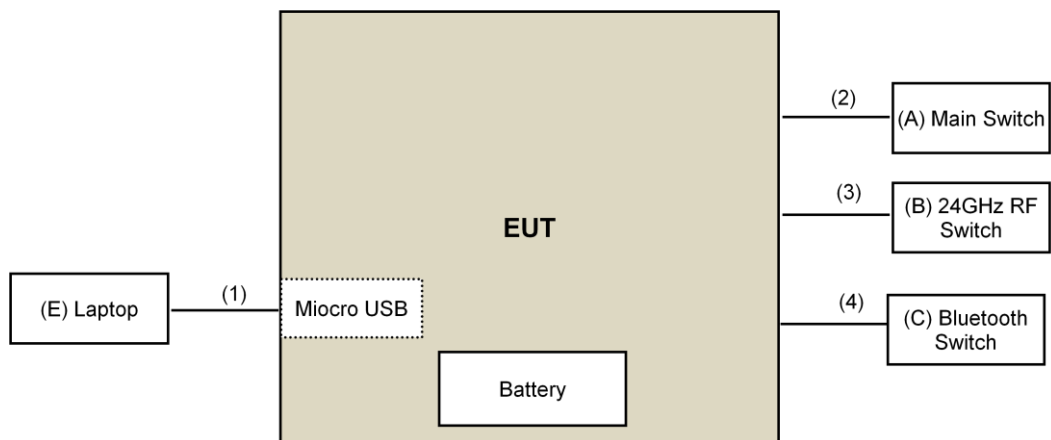 (2)
(A) Main Switch
(3)
(B) 24GHz RF
Switch
EUT
(1)
(E) Laptop
Miocro USB
(4)
(C) Bluetooth
Switch
Battery